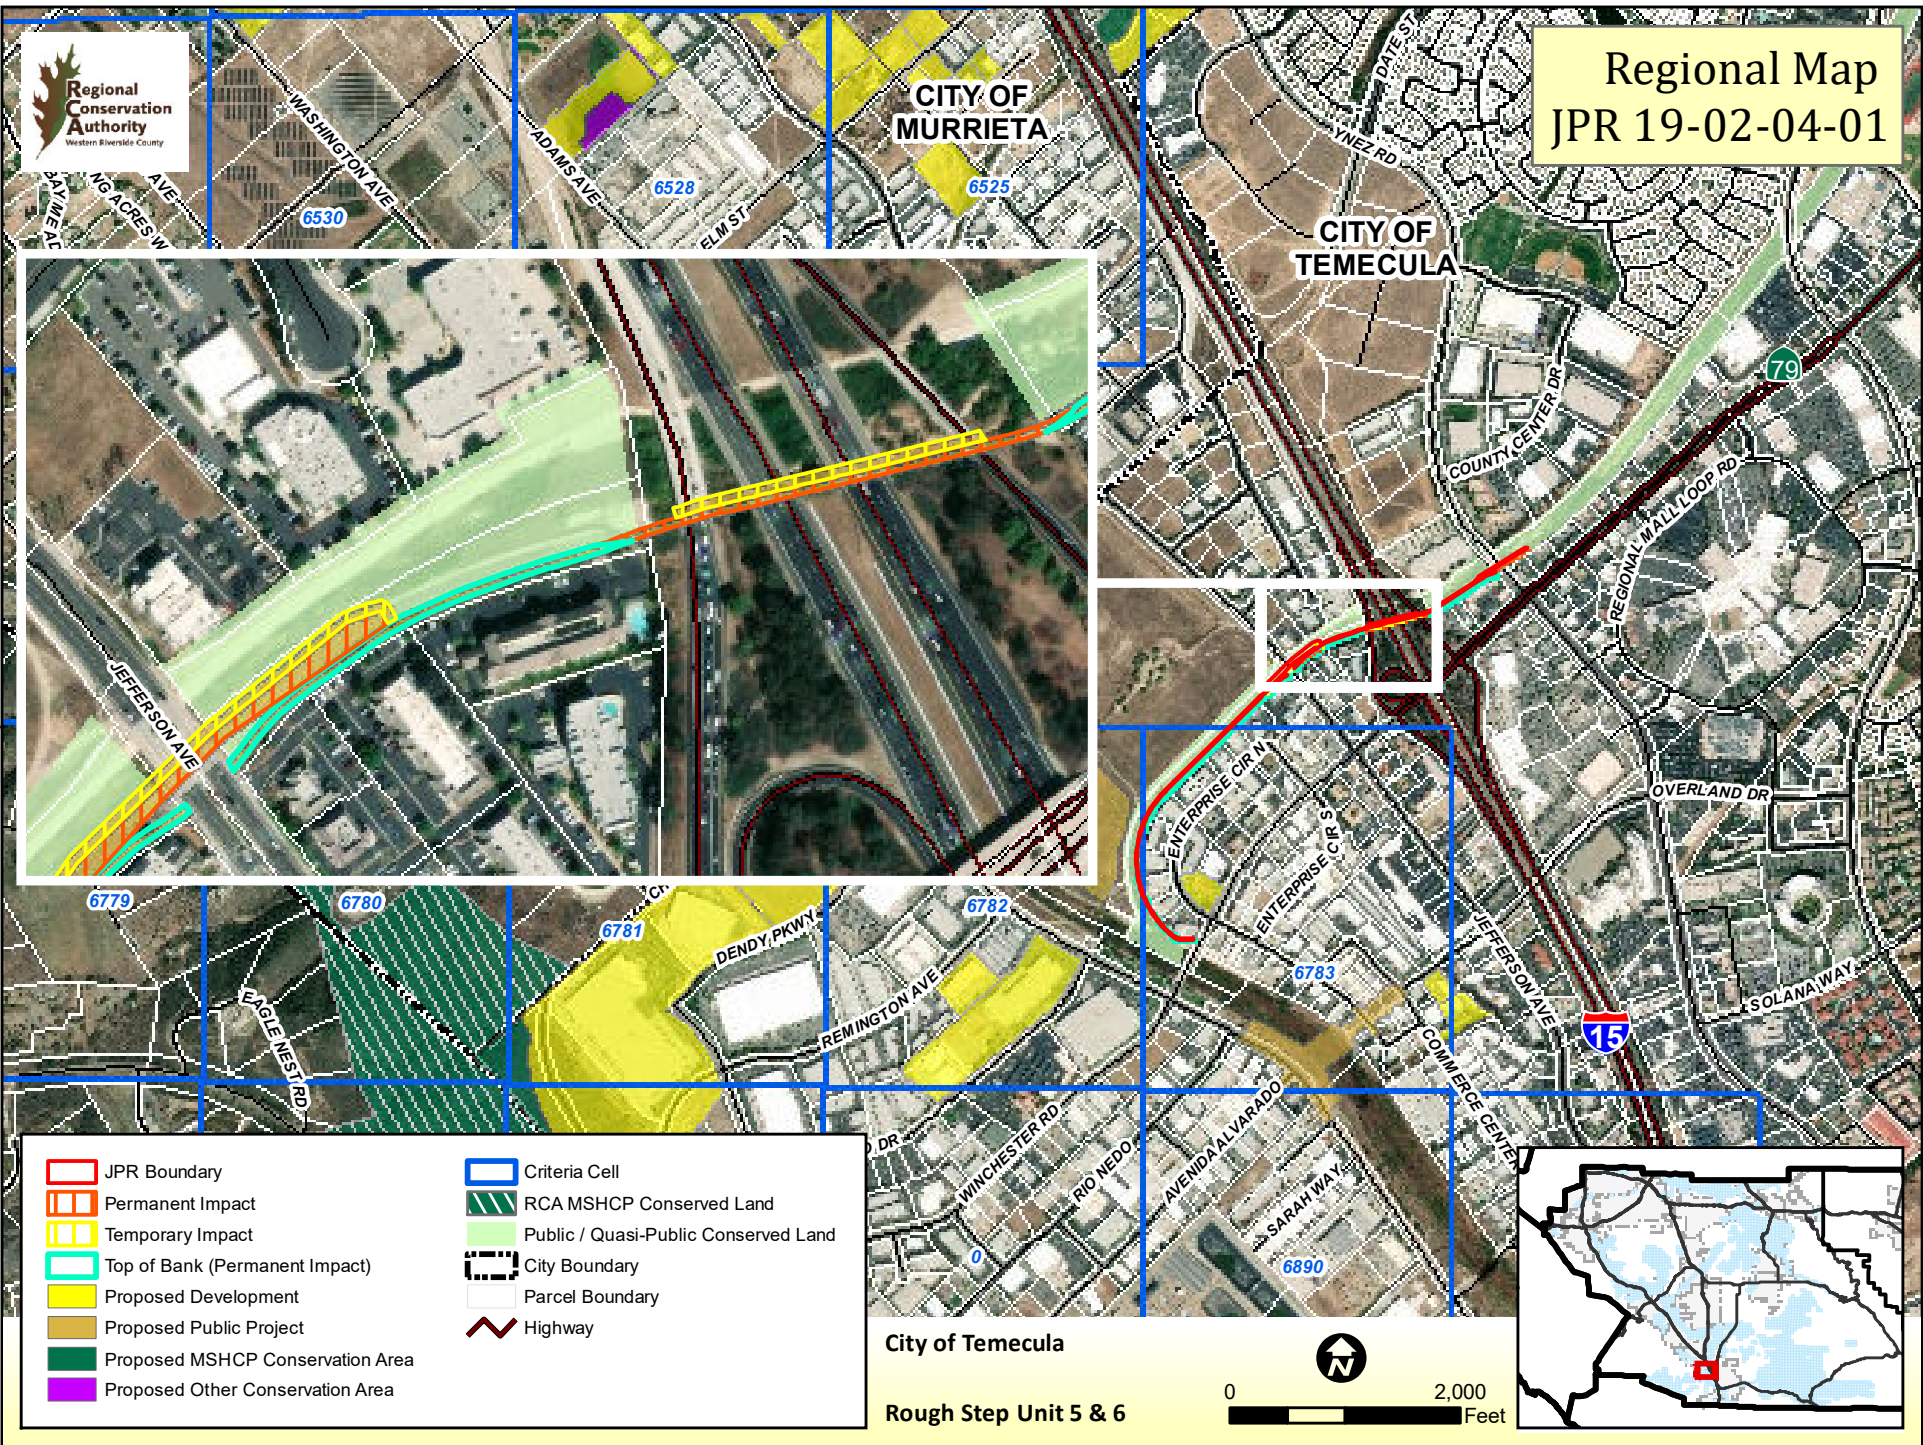 Regional
Conservation
Authority
Western Riverside County
Regional Map
JPR 19-02-04-01
CITY OF
MURRIETA
CITY OF
TEMECULA
WASHINGTON AVE
ADAMS AVE
ELM ST
AVE
DATE ST
YNEZ RD
6530
6528
6525
79
COUNTY CENTER DR
REGIONAL MALL LOOP RD
JEFFERSON AVE
ENTERPRISE CIR N
ENTERPRISE CIR S
OVERLAND DR
6779
6780
6781
6782
6783
DENDY PKWY
REMINGTON AVE
EAGLE NEST RD
JEFFERSON AVE
SOLANA WAY
15
COMMERCE CENTER
DR
WINCHESTER RD
RIO NEDO
AVENIDA ALVARADO
SARAH WAY
0
6890
JPR Boundary
Permanent Impact
Temporary Impact
Top of Bank (Permanent Impact)
Proposed Development
Proposed Public Project
Proposed MSHCP Conservation Area
Proposed Other Conservation Area
Criteria Cell
RCA MSHCP Conserved Land
Public / Quasi-Public Conserved Land
City Boundary
Parcel Boundary
Highway
City of Temecula
Rough Step Unit 5 & 6
N
0 2,000
Feet